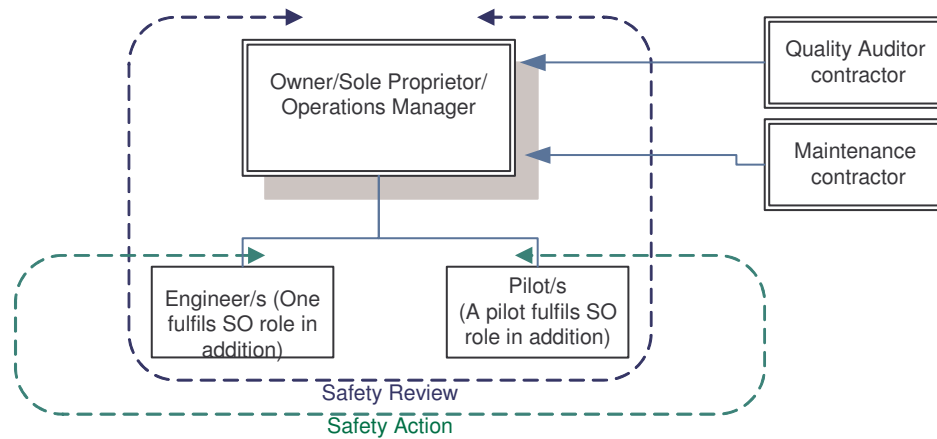 Owner/Sole Proprietor/
Operations Manager
Quality Auditor
contractor
Maintenance
contractor
Engineer/s (One
fulfils SO role in
addition)
Pilot/s
(A pilot fulfils SO
role in addition)
Safety Review
Safety Action